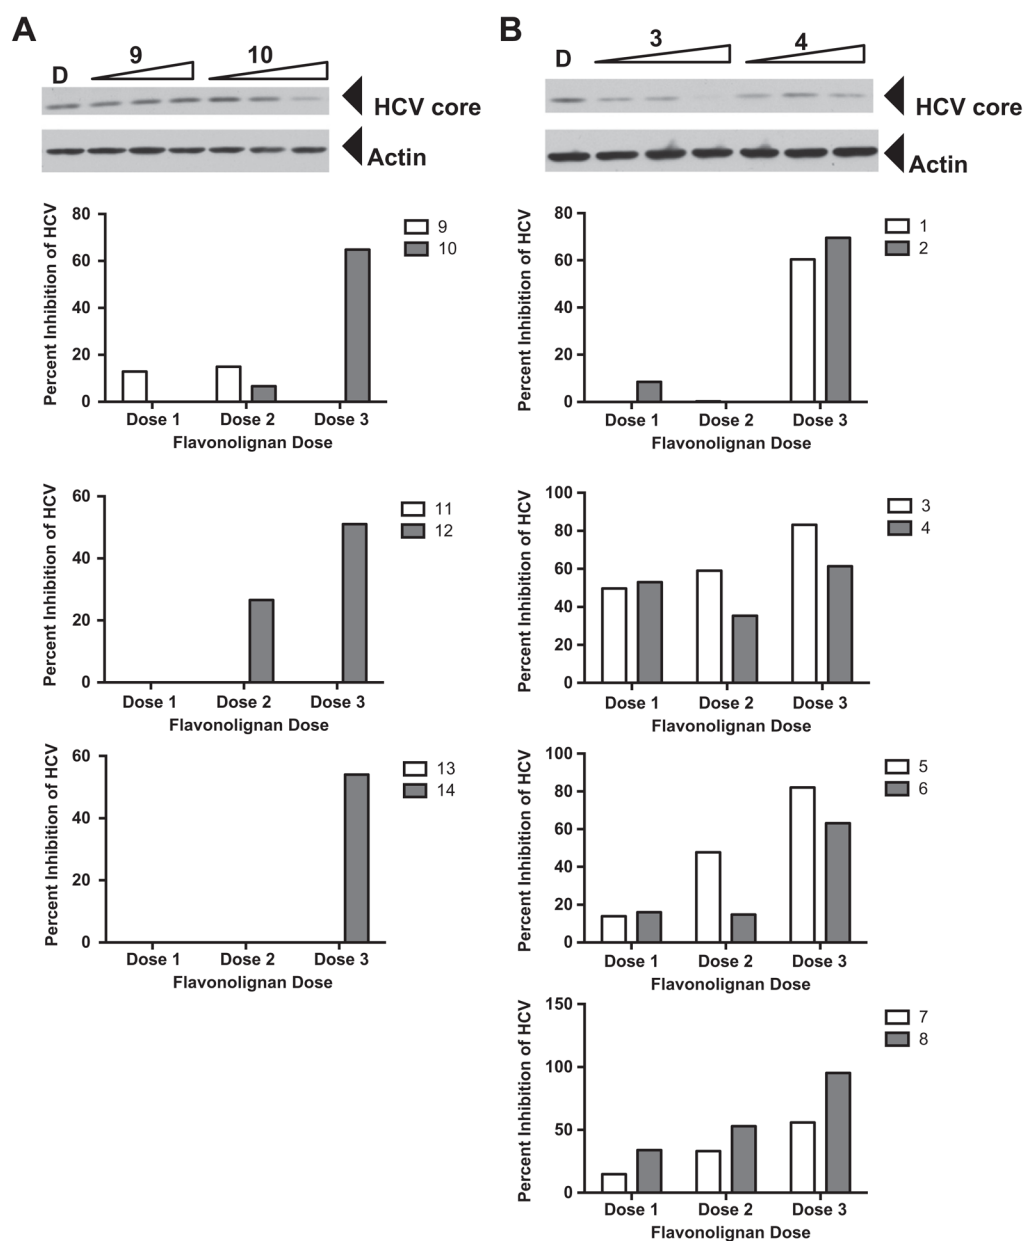 A
9
10
D
HCV core
Actin
80
60
40
20
0
Percent Inhibition of HCV
Dose 1
Dose 2
Dose 3
Flavonolignan Dose
9
10
60
40
20
0
Percent Inhibition of HCV
Dose 1
Dose 2
Dose 3
Flavonolignan Dose
11
12
60
40
20
0
Percent Inhibition of HCV
Dose 1
Dose 2
Dose 3
Flavonolignan Dose
13
14
B
3
4
D
HCV core
Actin
80
60
40
20
0
Percent Inhibition of HCV
Dose 1
Dose 2
Dose 3
Flavonolignan Dose
1
2
100
80
60
40
20
0
Percent Inhibition of HCV
Dose 1
Dose 2
Dose 3
Flavonolignan Dose
3
4
100
80
60
40
20
0
Percent Inhibition of HCV
Dose 1
Dose 2
Dose 3
Flavonolignan Dose
5
6
150
100
50
0
Percent Inhibition of HCV
Dose 1
Dose 2
Dose 3
Flavonolignan Dose
7
8